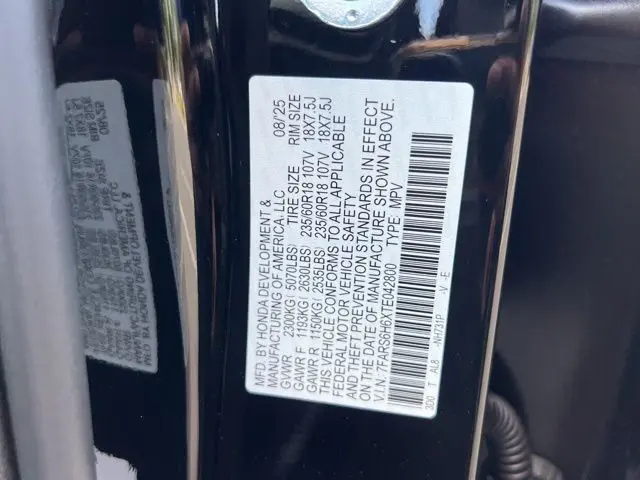 MFD. BY HONDA DEVELOPMENT &
MANUFACTURING OF AMERICA, LLC 08/'25
GVWR 2300KG( 5070LBS) TIRE SIZE RIM SIZE
GAWR F 1193KG( 2630LBS) 235/60R18 107V 18X7.5J
GAWR R 1150KG( 2535LBS) 235/60R18 107V 18X7.5J
THIS VEHICLE CONFORMS TO ALL APPLICABLE
FEDERAL MOTOR VEHICLE SAFETY
AND THEFT PREVENTION STANDARDS IN EFFECT
ON THE DATE OF MANUFACTURE SHOWN ABOVE.
V.I.N. 7FARS6H6XTE042800 TYPE: MPV
3D0 T -AL8 -NH731P -V -E